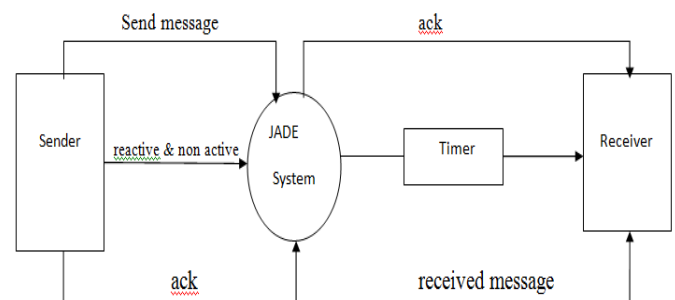 Send message
ack
Sender
JADE
System
reactive & non active
Timer
Receiver
ack
received message